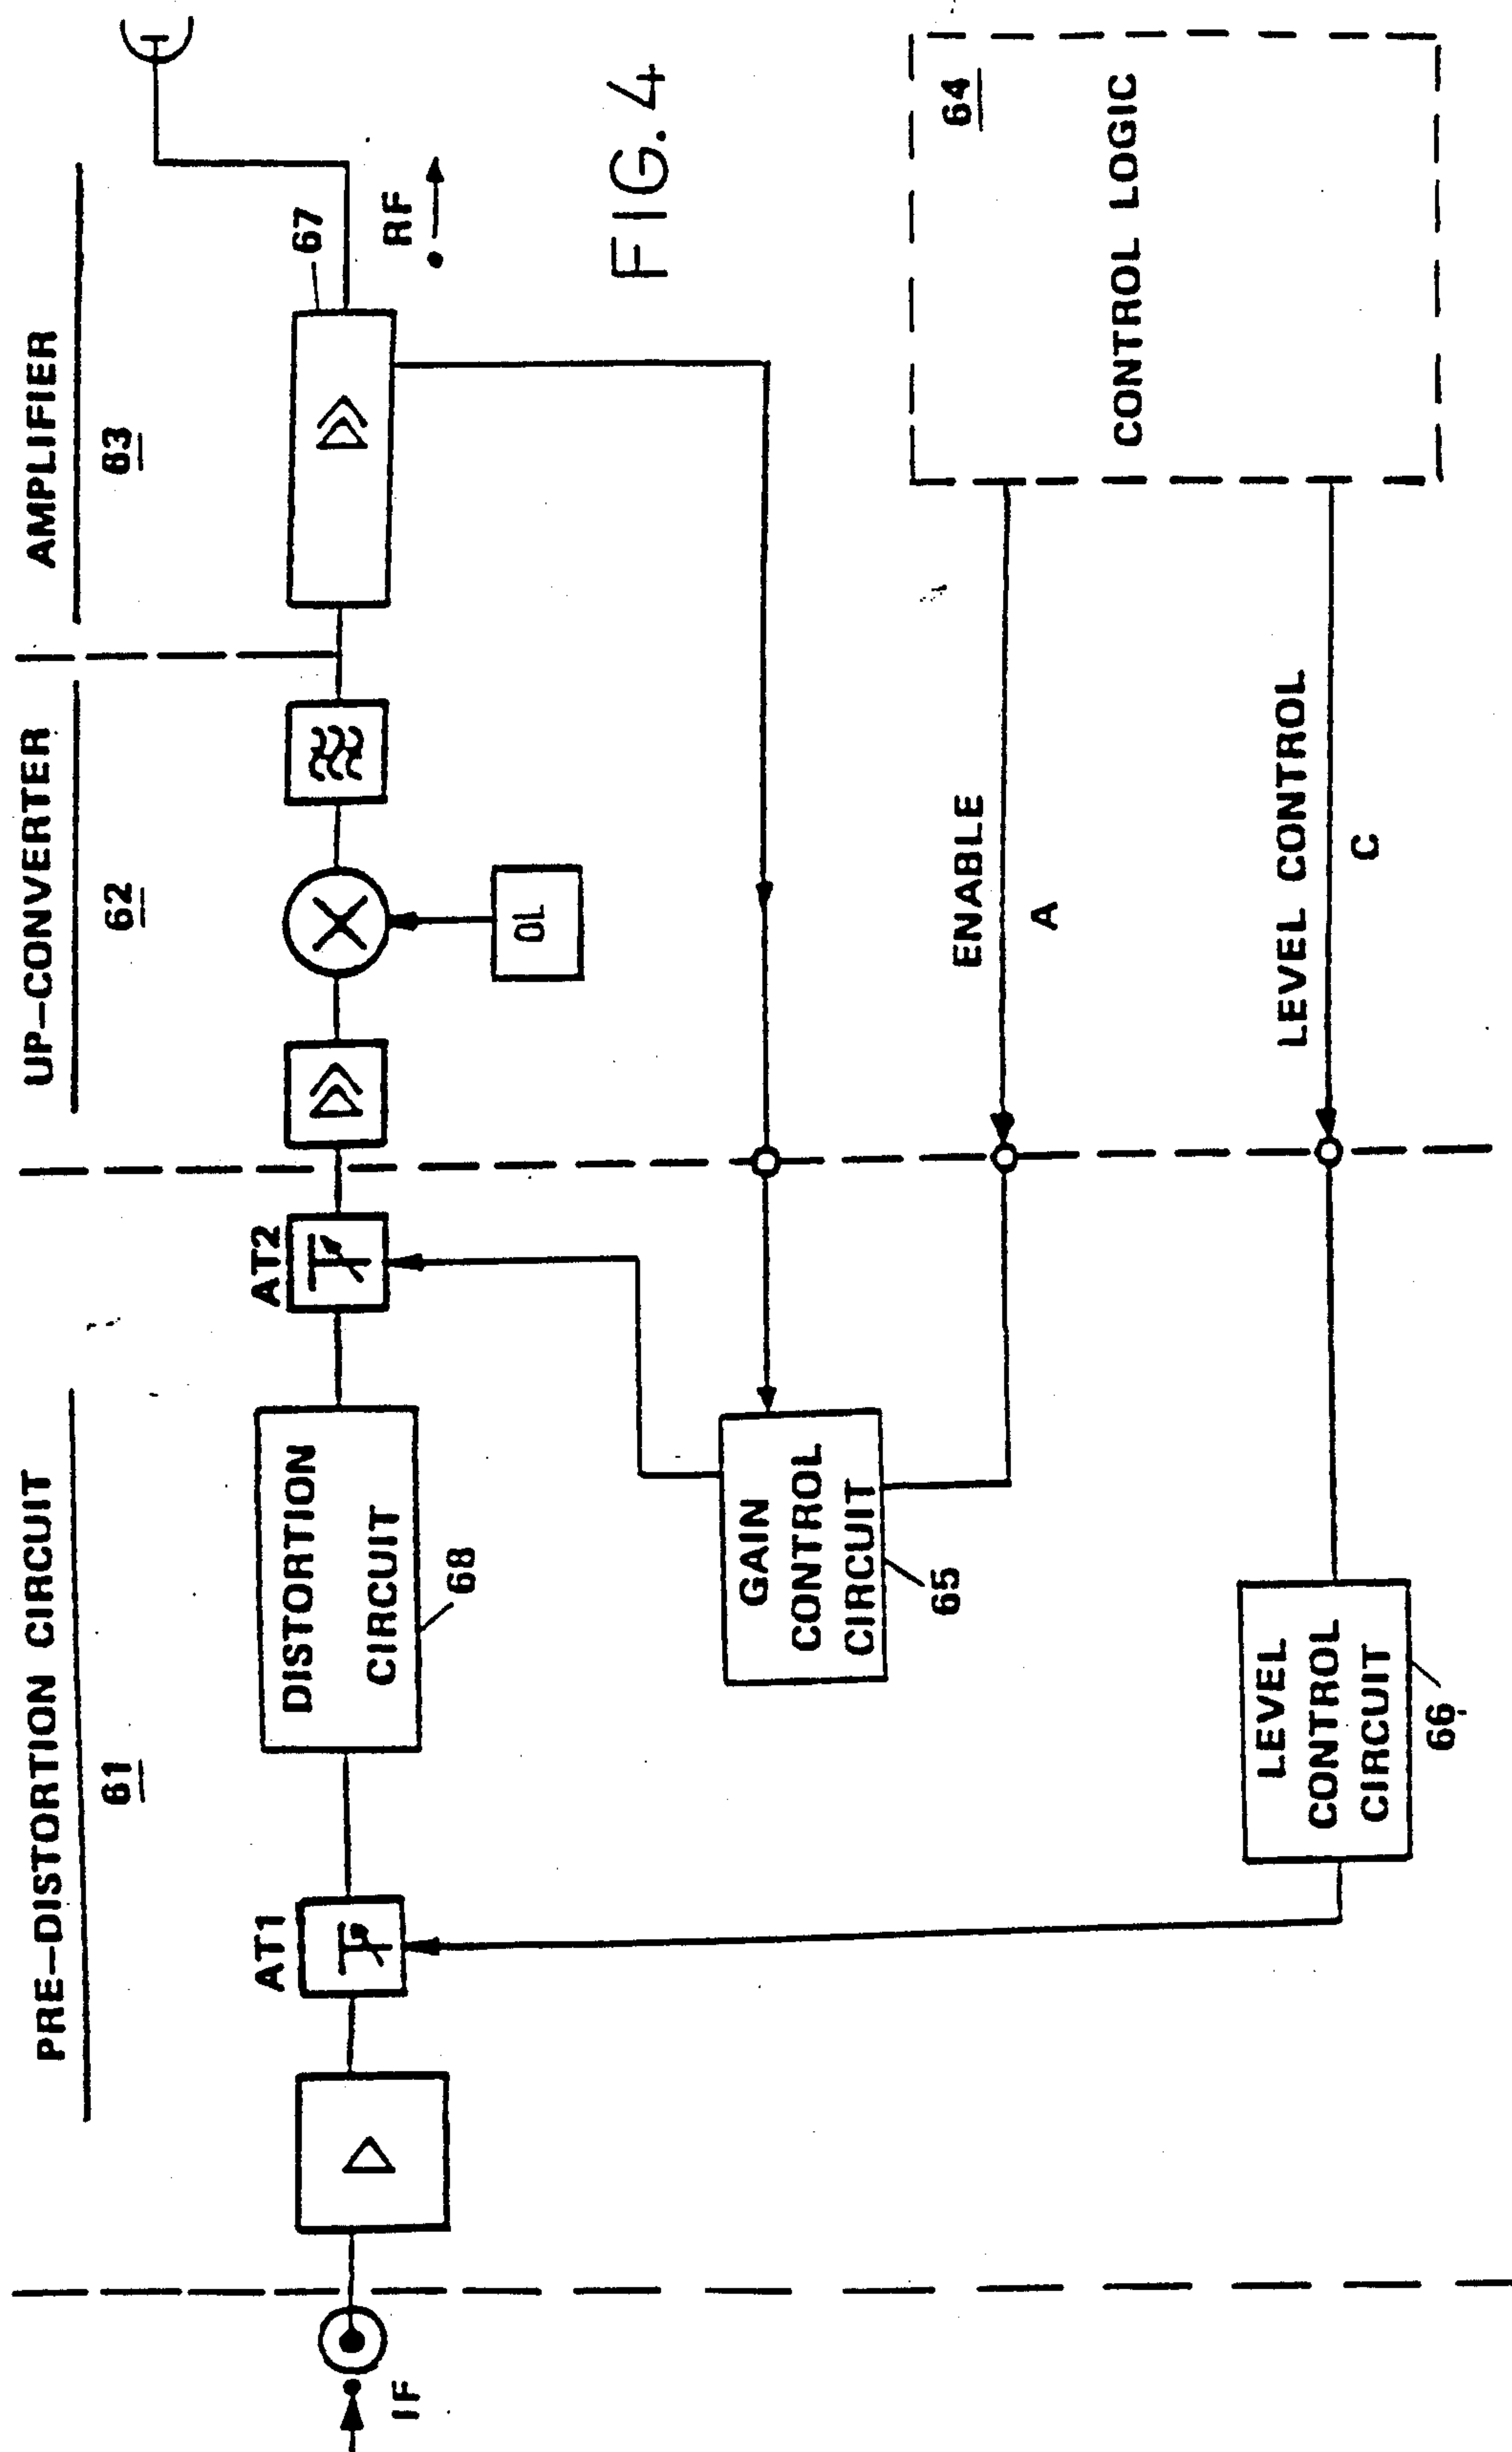 PRE–DISTORTION CIRCUIT
61
UP–CONVERTER
62
AMPLIFIER
63
AT1
AT2
67
DISTORTION
CIRCUIT
68
OL
IF
RF
FIG. 4
GAIN
CONTROL
CIRCUIT
65
ENABLE
A
64
CONTROL LOGIC
LEVEL CONTROL
C
LEVEL
CONTROL
CIRCUIT
66